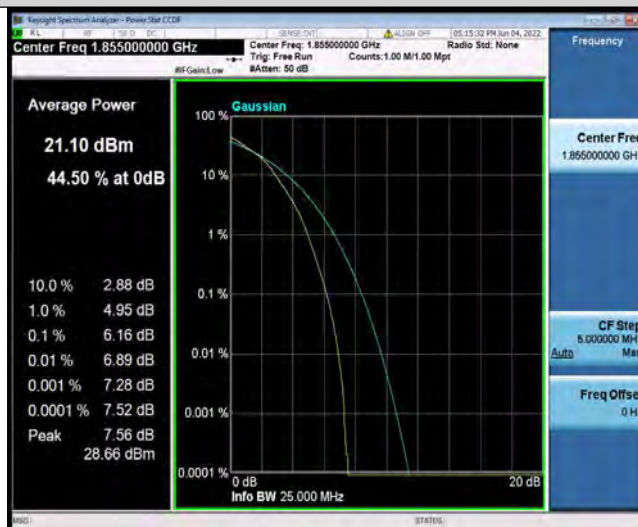 Keysight Spectrum Analyzer - Power Stat CCDF
RL RF 50 Ω DC SENSE:INT ALIGN OFF 05:15:32 PM Jun 04, 2022
Center Freq 1.855000000 GHz
Center Freq: 1.855000000 GHz
Radio Std: None
Trig: Free Run
Counts:1.00 M/1.00 Mpt
#IFGain:Low
#Atten: 50 dB
Average Power
21.10 dBm
44.50 % at 0dB
10.0 % 2.88 dB
1.0 % 4.95 dB
0.1 % 6.16 dB
0.01 % 6.89 dB
0.001 % 7.28 dB
0.0001 % 7.52 dB
Peak 7.56 dB
28.66 dBm
Gaussian
100 %
10 %
1 %
0.1 %
0.01 %
0.001 %
0.0001 %
0 dB
20 dB
Info BW 25.000 MHz
Frequency
Center Freq
1.855000000 GH
CF Step
5.000000 MH
Auto Man
Freq Offse
0 H
MSG
STATUS